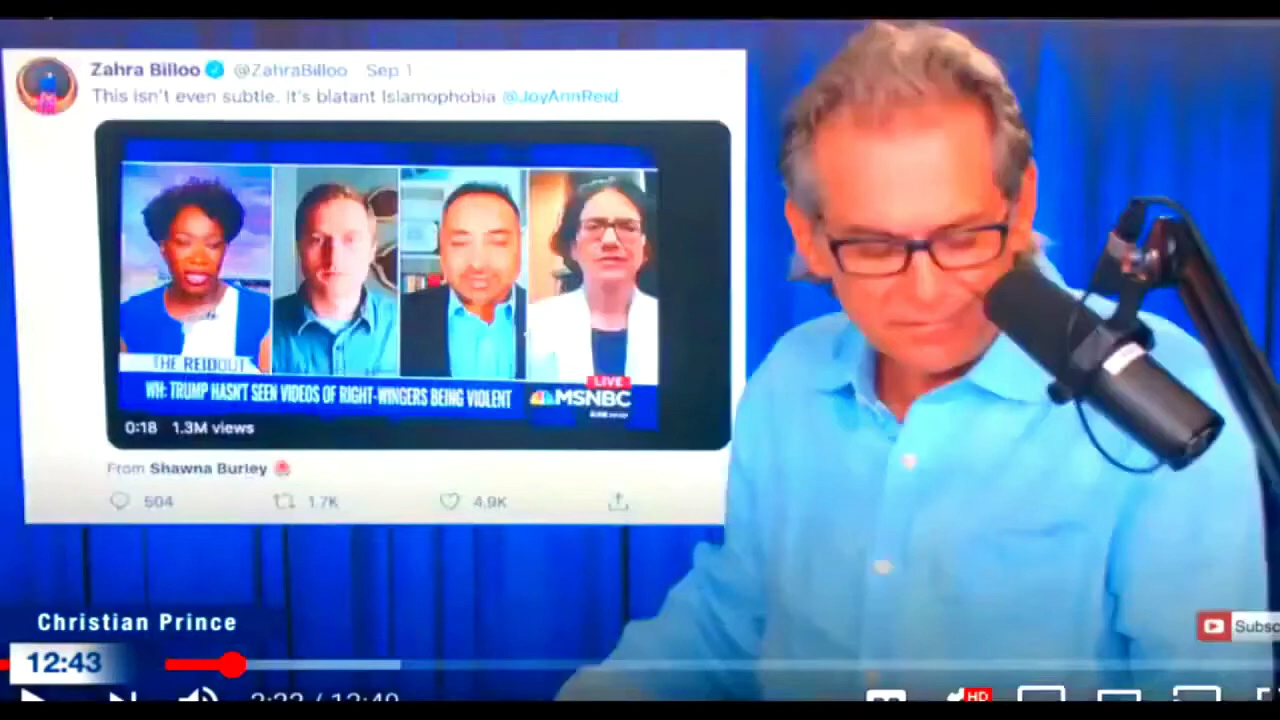 Zahra Billoo @ZahraBilloo Sep 1
This isn't even subtle. It's blatant Islamophobia @JoyAnnReid
THE REIDOUT
LIVE
WH: TRUMP HASN'T SEEN VIDEOS OF RIGHT-WINGERS BEING VIOLENT
MSNBC
0:18 1.3M views
From Shawna Burley
504 1.7K 4.9K
Christian Prince
Subsc
12:43
HD